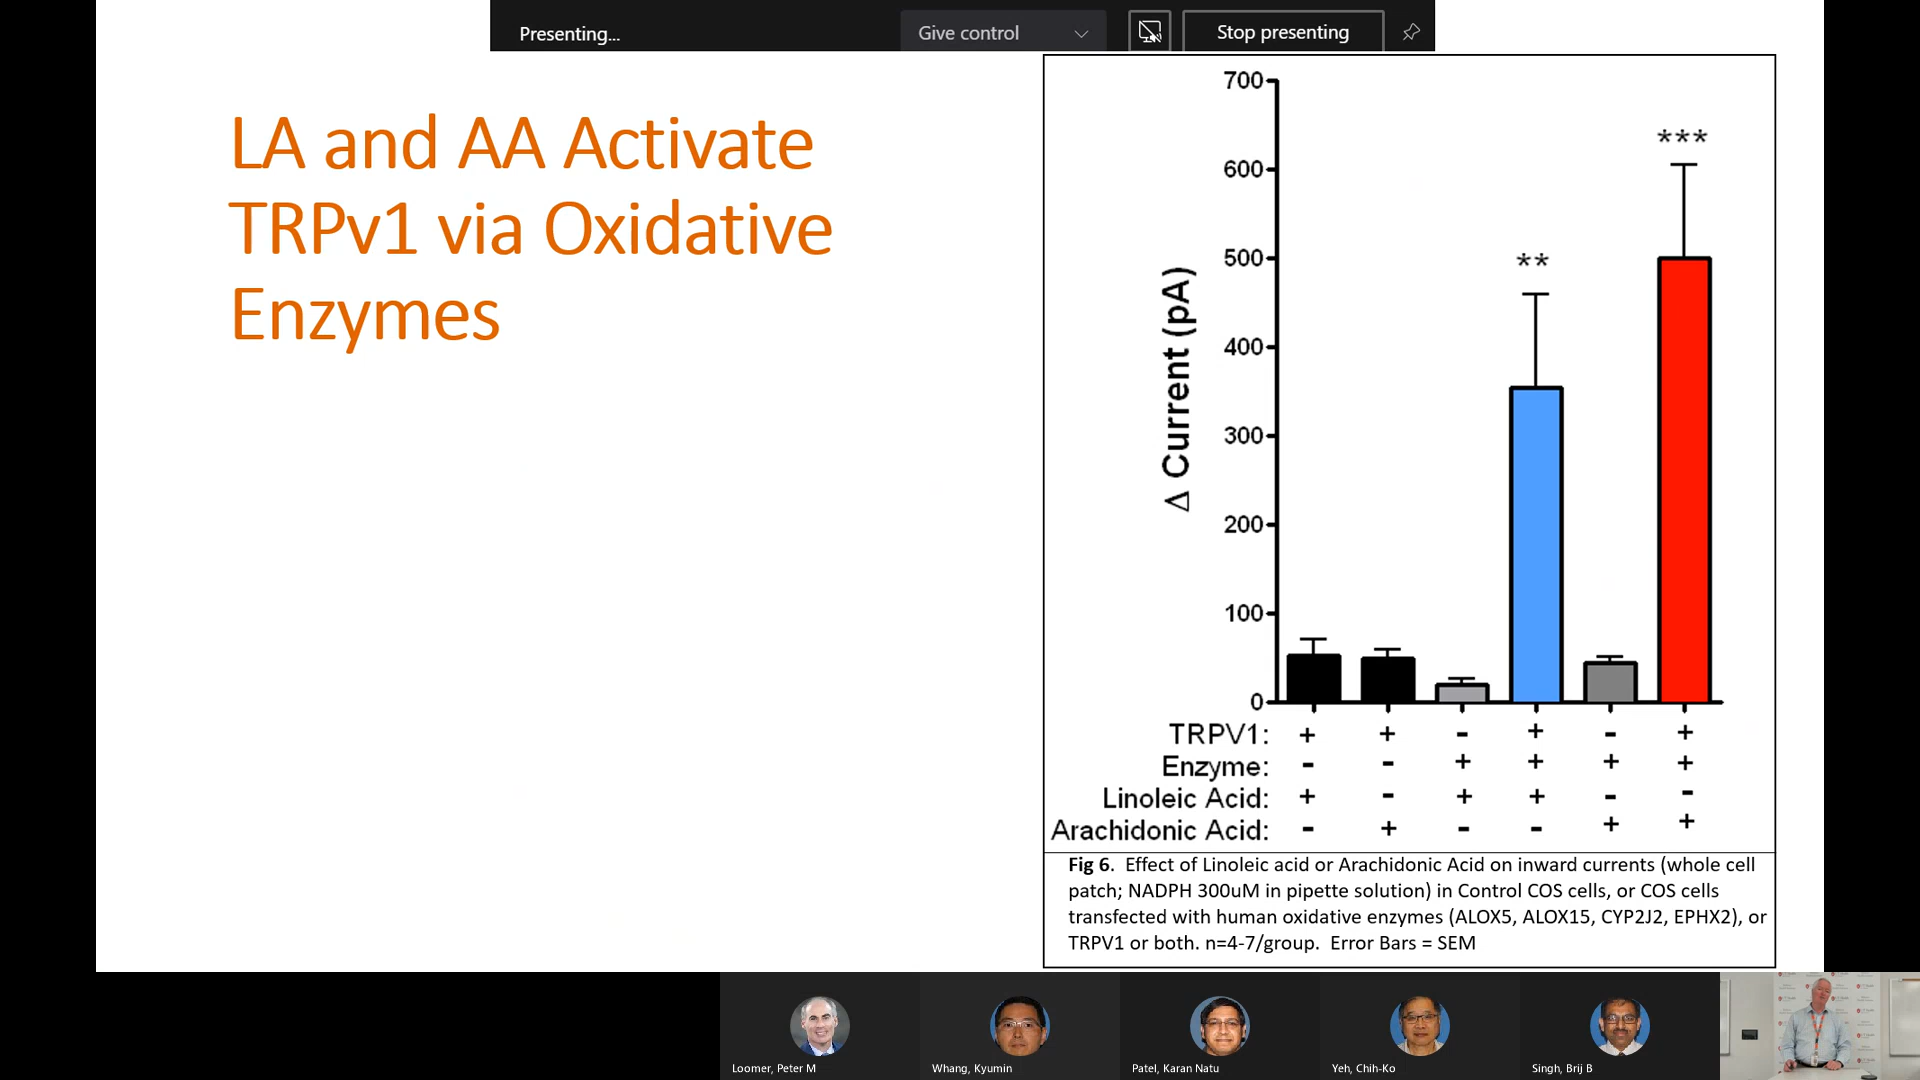 Presenting...
Give control
Stop presenting
LA and AA Activate
TRPv1 via Oxidative
Enzymes
Δ Current (pA)
700
600
500
400
300
200
100
0
***
**
TRPV1: + + - + - +
Enzyme: - - + + + +
Linoleic Acid: + - + + - -
Arachidonic Acid: - + - - + +
Fig 6. Effect of Linoleic acid or Arachidonic Acid on inward currents (whole cell
patch; NADPH 300uM in pipette solution) in Control COS cells, or COS cells
transfected with human oxidative enzymes (ALOX5, ALOX15, CYP2J2, EPHX2), or
TRPV1 or both. n=4-7/group. Error Bars = SEM
Loomer, Peter M
Whang, Kyumin
Patel, Karan Natu
Yeh, Chih-Ko
Singh, Brij B